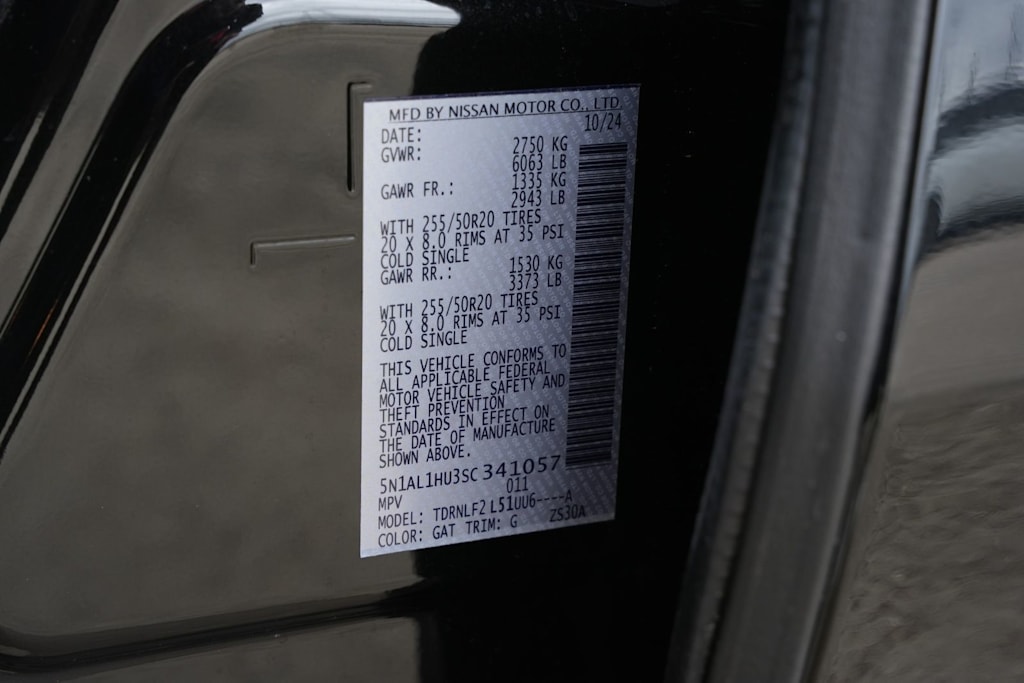 MFD BY NISSAN MOTOR CO., LTD.
DATE: 10/24
GVWR: 2750 KG
6063 LB
GAWR FR.: 1335 KG
2943 LB
WITH 255/50R20 TIRES
20 X 8.0 RIMS AT 35 PSI
COLD SINGLE
GAWR RR.: 1530 KG
3373 LB
WITH 255/50R20 TIRES
20 X 8.0 RIMS AT 35 PSI
COLD SINGLE
THIS VEHICLE CONFORMS TO
ALL APPLICABLE FEDERAL
MOTOR VEHICLE SAFETY AND
THEFT PREVENTION
STANDARDS IN EFFECT ON
THE DATE OF MANUFACTURE
SHOWN ABOVE.
5N1AL1HU3SC 341057
MPV 011
MODEL: TDRNLF2 L51UU6----A
COLOR: GAT TRIM: G ZS30A